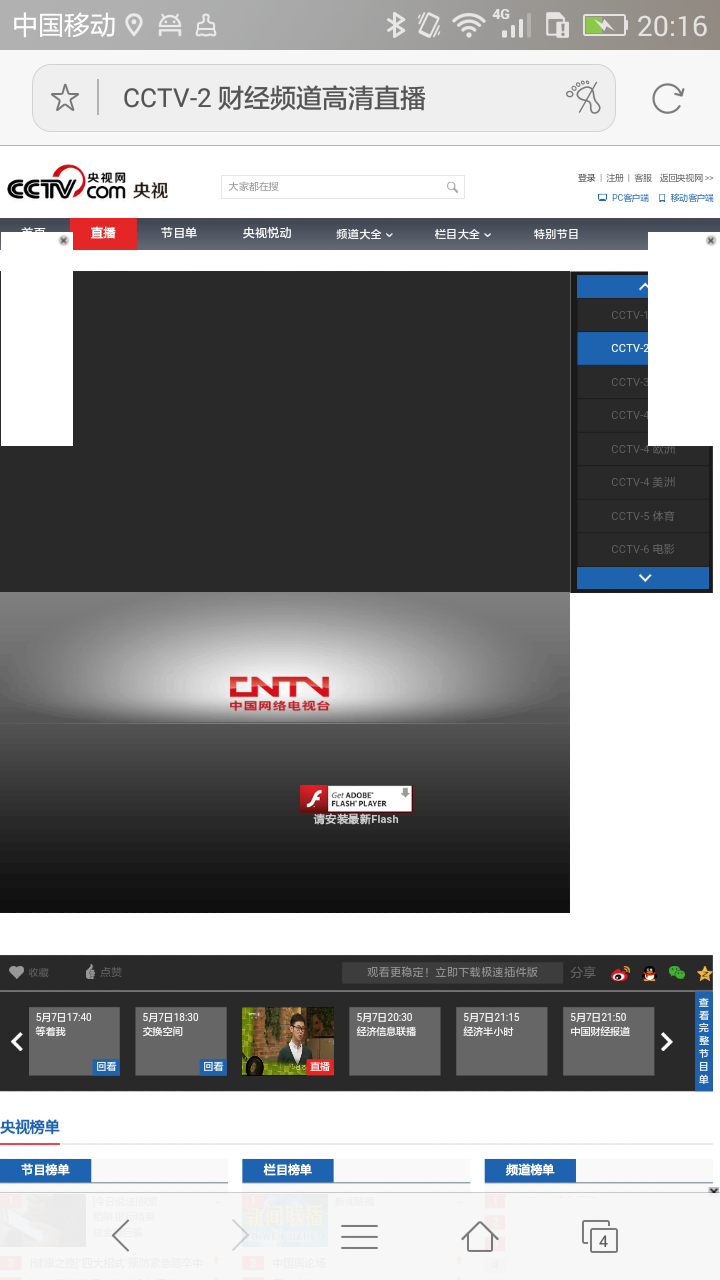 中国移动
4G
20:16
CCTV-2 财经频道高清直播
CCTV.com 央视网 央视
大家都在搜
登录 | 注册 | 客服 返回央视网>>
PC客户端 移动客户端
首页 直播 节目单 央视悦动 频道大全 栏目大全 特别节目
CCTV-1
CCTV-2
CCTV-3
CCTV-4
CCTV-4 欧洲
CCTV-4 美洲
CCTV-5 体育
CCTV-6 电影
CNTV
中国网络电视台
Get ADOBE
FLASH PLAYER
请安装最新Flash
收藏 点赞 观看更稳定！立即下载极速插件版 分享
5月7日17:40
等着我
回看
5月7日18:30
交换空间
回看
直播
5月7日20:30
经济信息联播
5月7日21:15
经济半小时
5月7日21:50
中国财经报道
查看完整节目单
央视榜单
节目榜单 栏目榜单 频道榜单
4